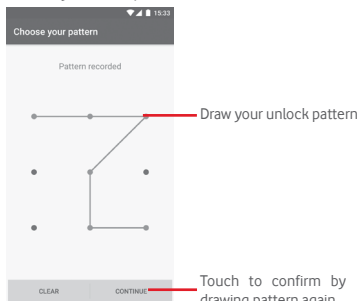 15:33
Choose your pattern
Pattern recorded
Draw your unlock pattern
CLEAR CONTINUE
Touch to confirm by
drawing pattern again